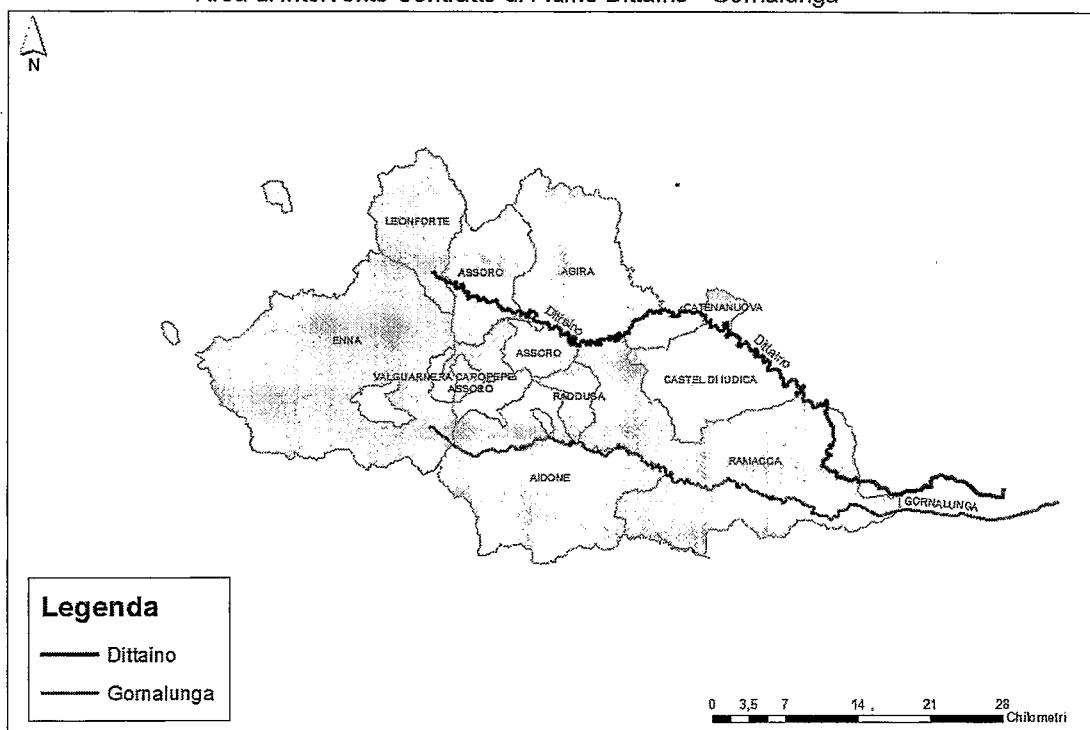 Area di Intervento Contratto di Fiume Dittaino - Gornalunga
N
LEONFORTE
ASSORO
AGIRA
CATENANUOVA
Dittaino
Dittaino
ENNA
ASSORO
VALGUARNERA CAROPEPE
ASSORO
CASTEL DI IUDICA
RADDUSA
RAMACCA
AIDONE
GORNALUNGA
Legenda
Dittaino
Gornalunga
0 3,5 7 14 21 28
Chilometri